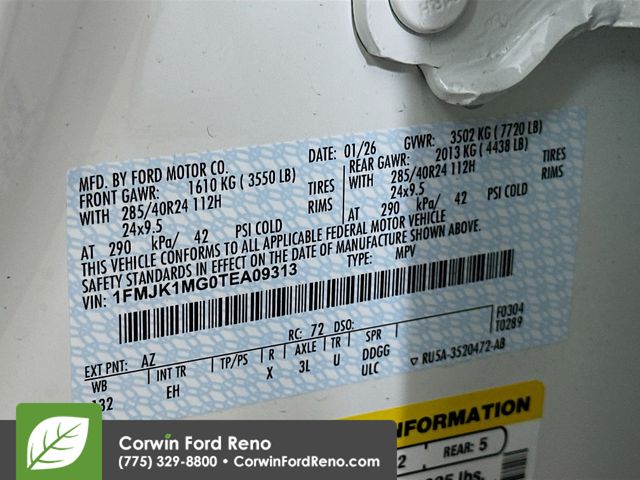 MFD. BY FORD MOTOR CO.
DATE: 01/26
GVWR: 3502 KG ( 7720 LB)
FRONT GAWR: 1610 KG ( 3550 LB)
REAR GAWR: 2013 KG ( 4438 LB)
WITH 285/40R24 112H TIRES
285/40R24 112H TIRES
24x9.5 RIMS
WITH 24x9.5 RIMS
AT 290 kPa/ 42 PSI COLD
AT 290 kPa/ 42 PSI COLD
THIS VEHICLE CONFORMS TO ALL APPLICABLE FEDERAL MOTOR VEHICLE
SAFETY STANDARDS IN EFFECT ON THE DATE OF MANUFACTURE SHOWN ABOVE.
VIN: 1FMJK1MG0TEA09313
TYPE: MPV
F0304
T0289
EXT PNT: AZ RC: 72 DSO:
WB INT TR TP/PS R AXLE TR SPR
132 EH X 3L U DDGG
ULC
RU5A-3520472-AB
INFORMATION
2 REAR: 5
lbs.
Corwin Ford Reno
(775) 329-8800 • CorwinFordReno.com